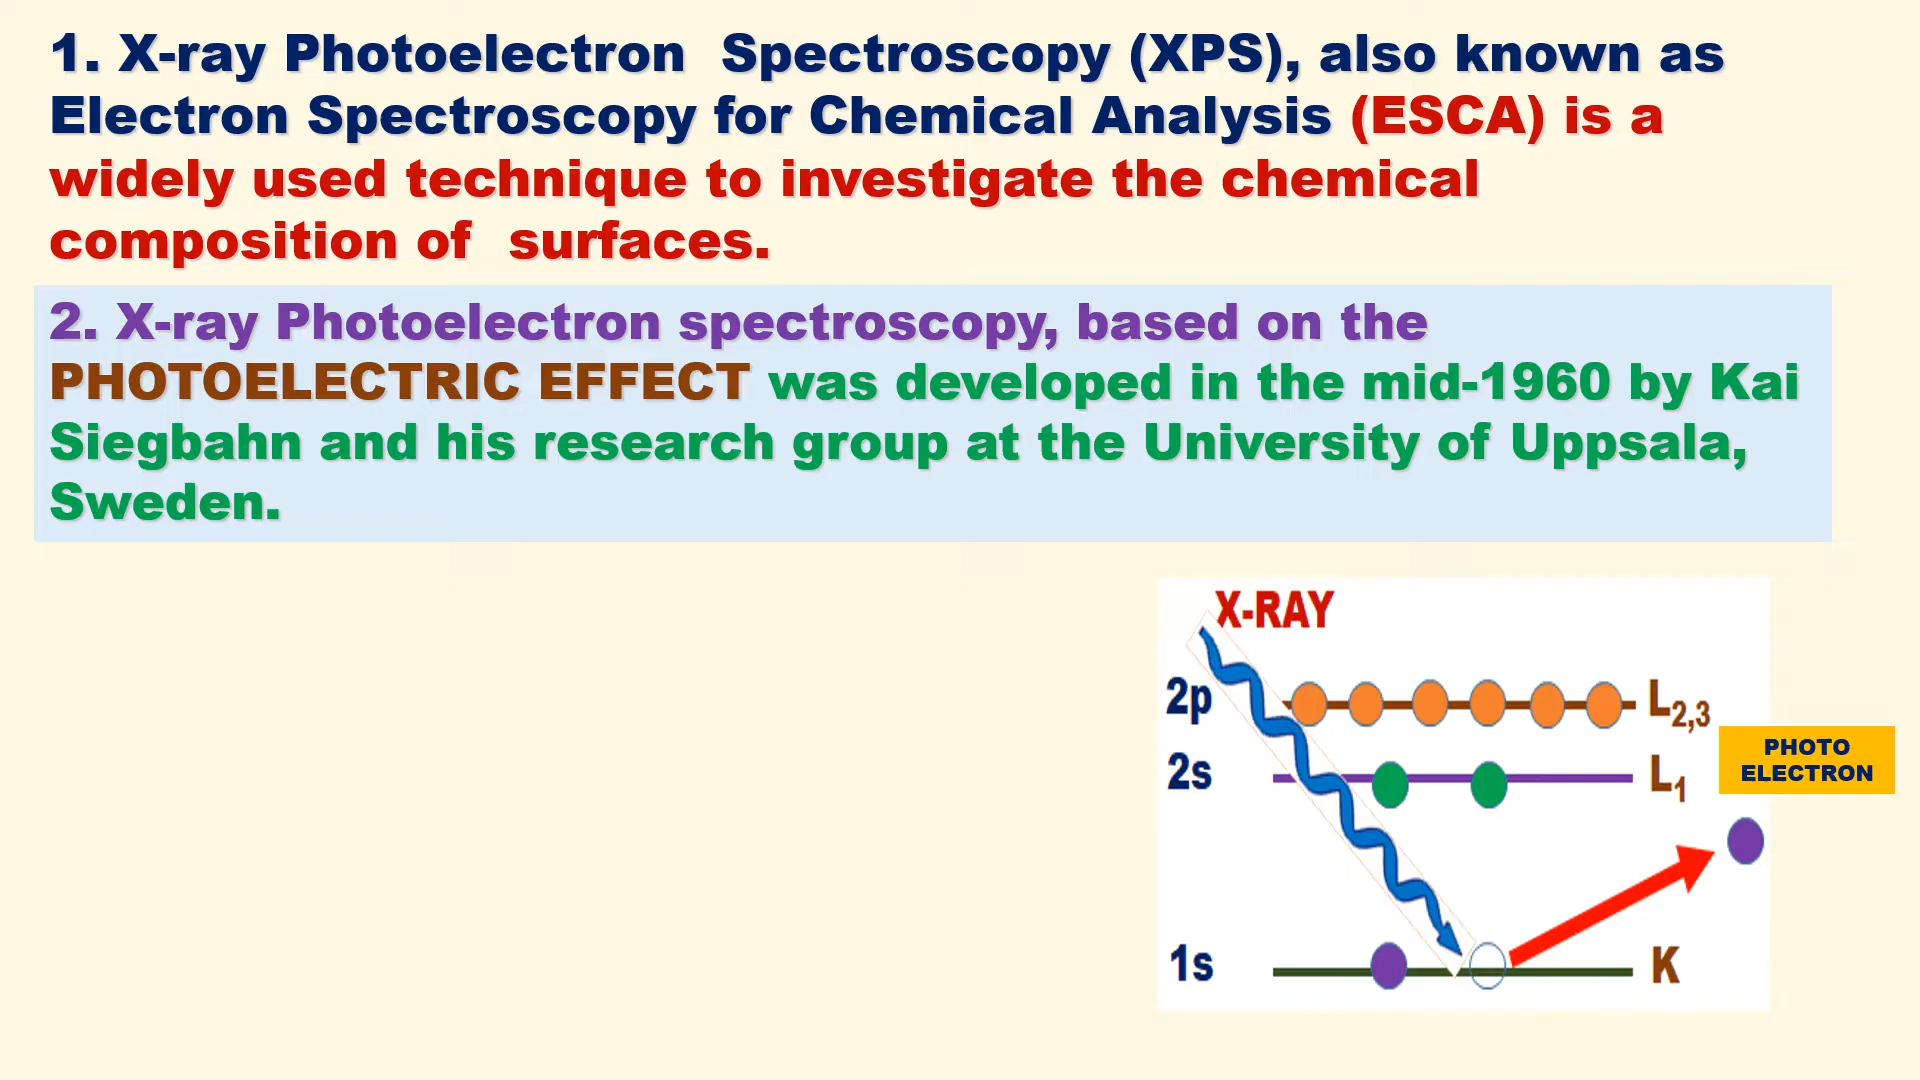 1. X-ray Photoelectron Spectroscopy (XPS), also known as
Electron Spectroscopy for Chemical Analysis (ESCA) is a
widely used technique to investigate the chemical
composition of surfaces.
2. X-ray Photoelectron spectroscopy, based on the
PHOTOELECTRIC EFFECT was developed in the mid-1960 by Kai
Siegbahn and his research group at the University of Uppsala,
Sweden.
X-RAY
2p L2,3
PHOTO
ELECTRON
2s L1
1s K